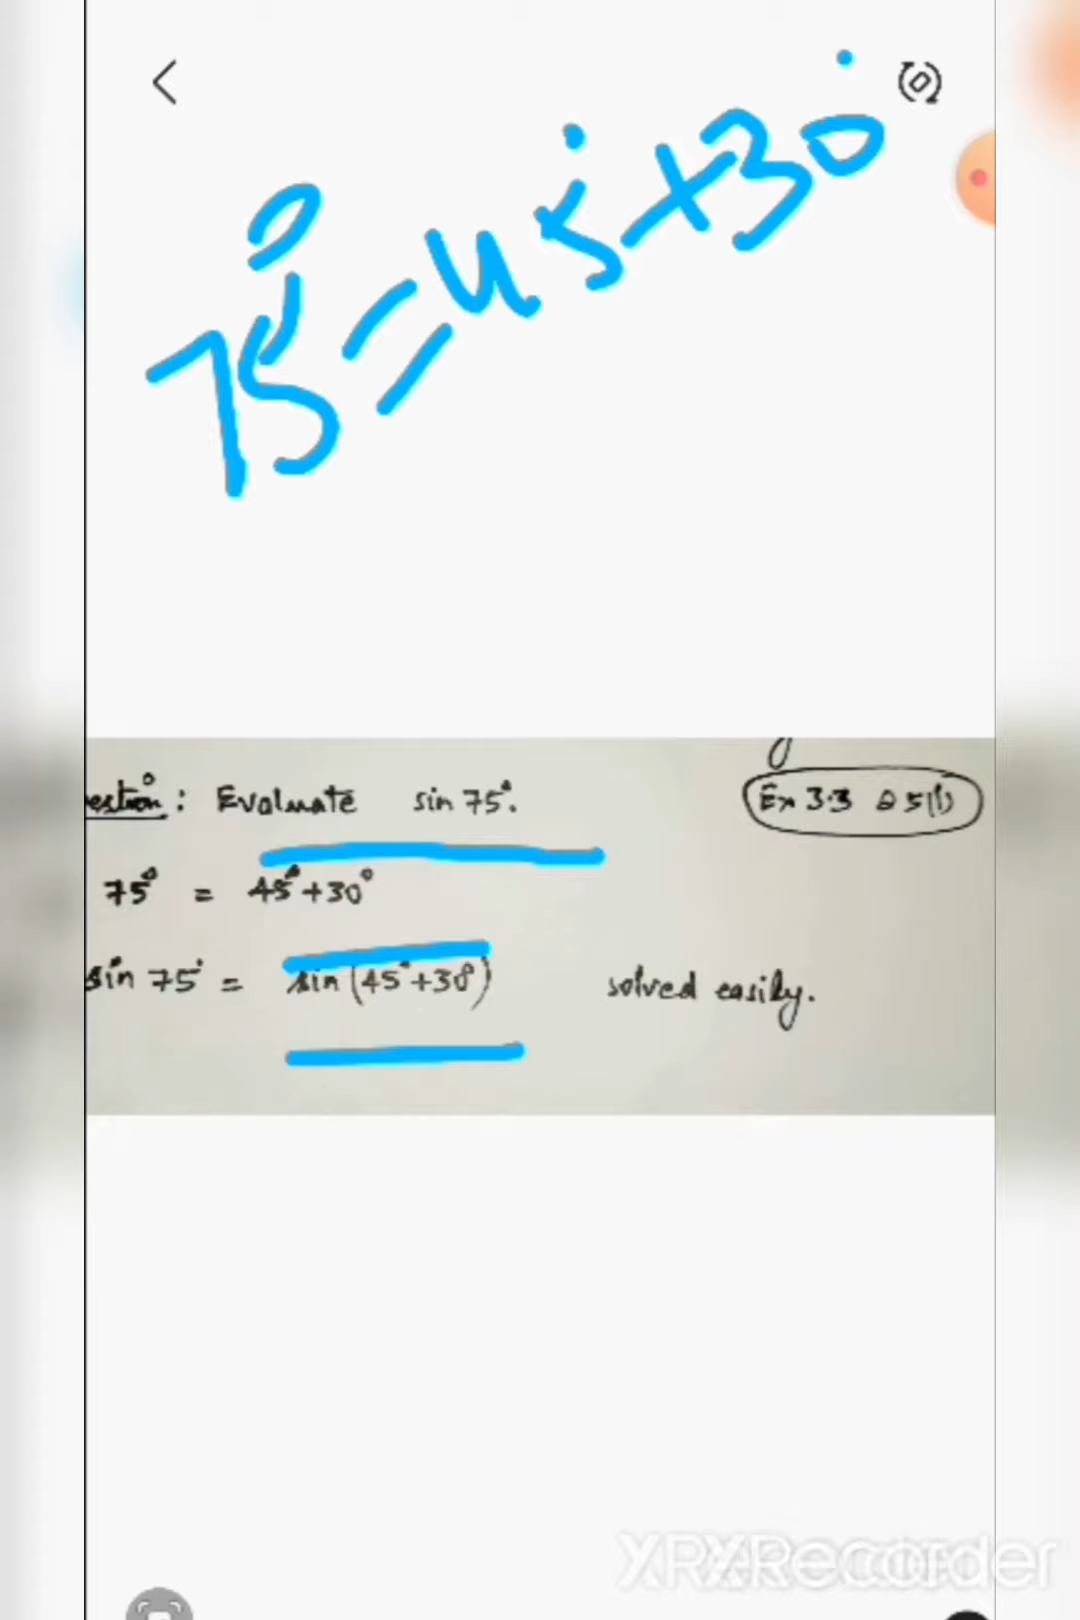 75° = 45° + 30°
estion: Evaluate sin 75°.
Ex 3.3 Q 5(i)
75° = 45° + 30°
sin 75° = sin (45° + 30°) solved easily.
XRecorder